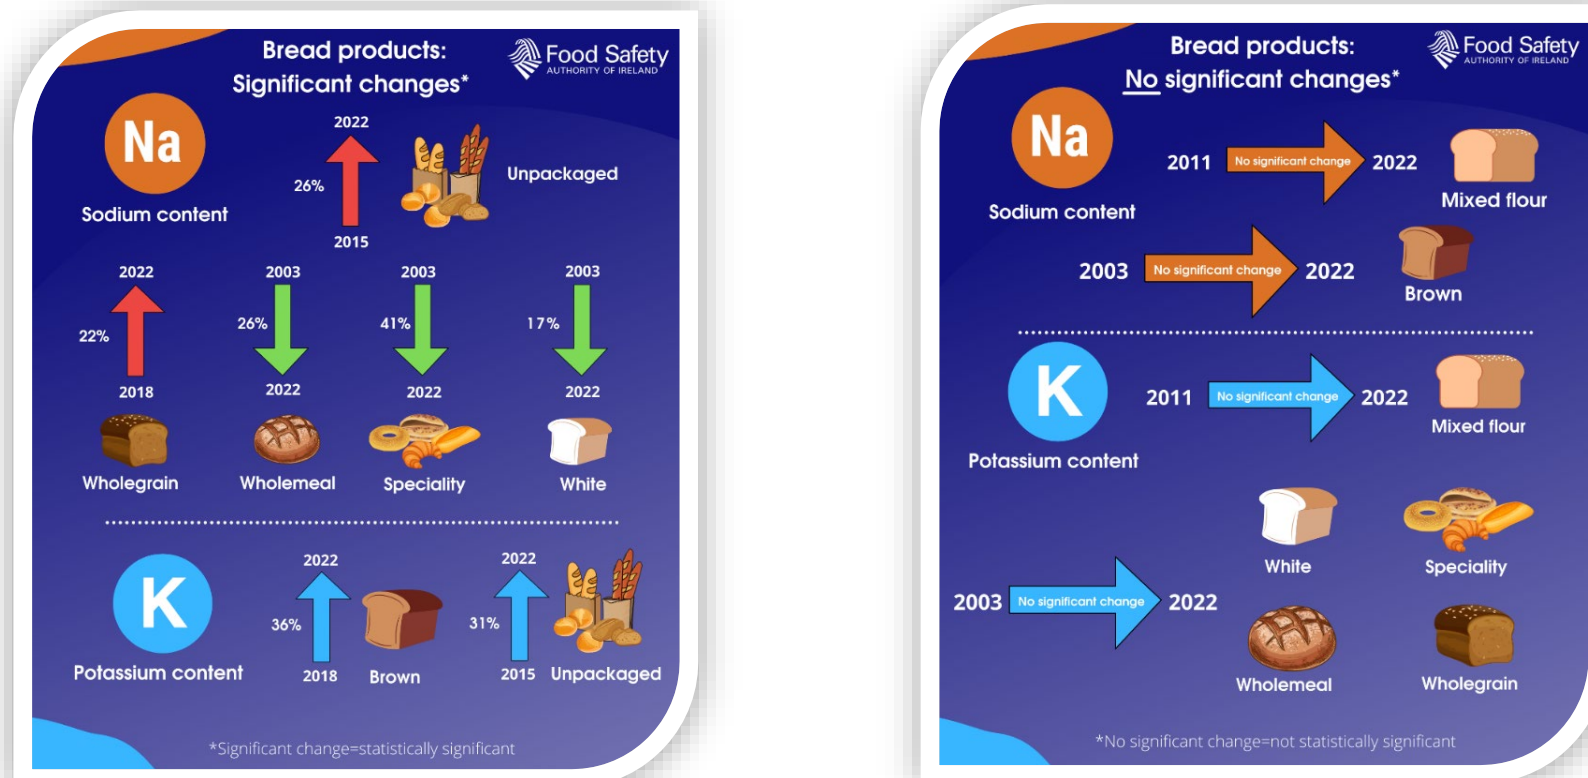 Bread products:
Significant changes*
Food Safety
AUTHORITY OF IRELAND
Na
Sodium content
2022
26%
2015
Unpackaged
2022
22%
2018
Wholegrain
2003
26%
2022
Wholemeal
2003
41%
2022
Speciality
2003
17%
2022
White
K
Potassium content
2022
36%
2018
Brown
2022
31%
2015
Unpackaged
*Significant change=statistically significant
Bread products:
No significant changes*
Food Safety
AUTHORITY OF IRELAND
Na
Sodium content
2011
No significant change
2022
Mixed flour
2003
No significant change
2022
Brown
K
Potassium content
2011
No significant change
2022
Mixed flour
2003
No significant change
2022
White
Speciality
Wholemeal
Wholegrain
*No significant change=not statistically significant